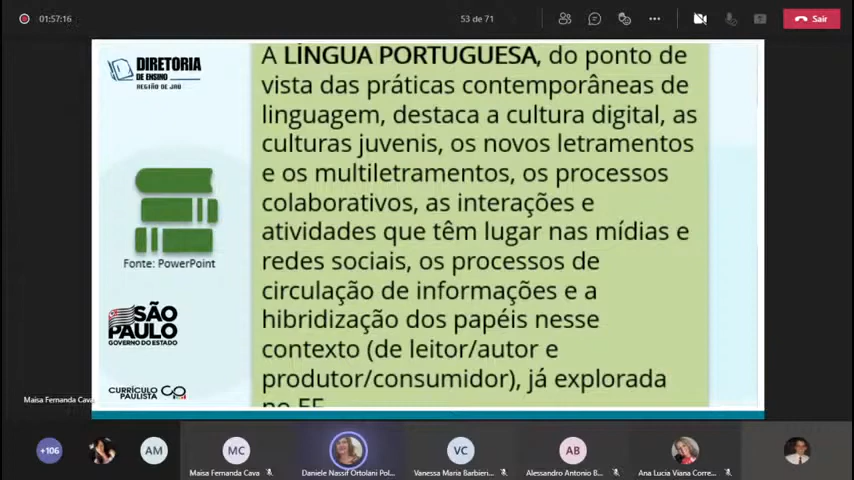 01:57:16
53 de 71
Sair
DIRETORIA
DE ENSINO
REGIÃO DE JAÚ
A LÍNGUA PORTUGUESA, do ponto de
vista das práticas contemporâneas de
linguagem, destaca a cultura digital, as
culturas juvenis, os novos letramentos
e os multiletramentos, os processos
colaborativos, as interações e
atividades que têm lugar nas mídias e
redes sociais, os processos de
circulação de informações e a
hibridização dos papéis nesse
contexto (de leitor/autor e
produtor/consumidor), já explorada
no EF
Fonte: PowerPoint
SÃO
PAULO
GOVERNO DO ESTADO
CURRÍCULO
PAULISTA
Maisa Fernanda Cava
+106
AM
MC
VC
AB
Maisa Fernanda Cava
Daniele Nassif Ortolani Pol...
Vanessa Maria Barbieri...
Alessandro Antonio B...
Ana Lucia Viana Corre...